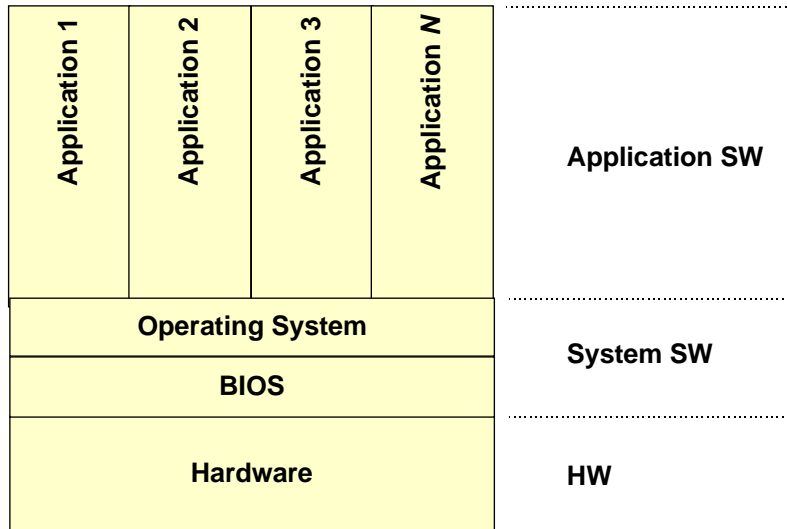 Application 1
Application 2
Application 3
Application N
Application SW
Operating System
System SW
BIOS
Hardware
HW